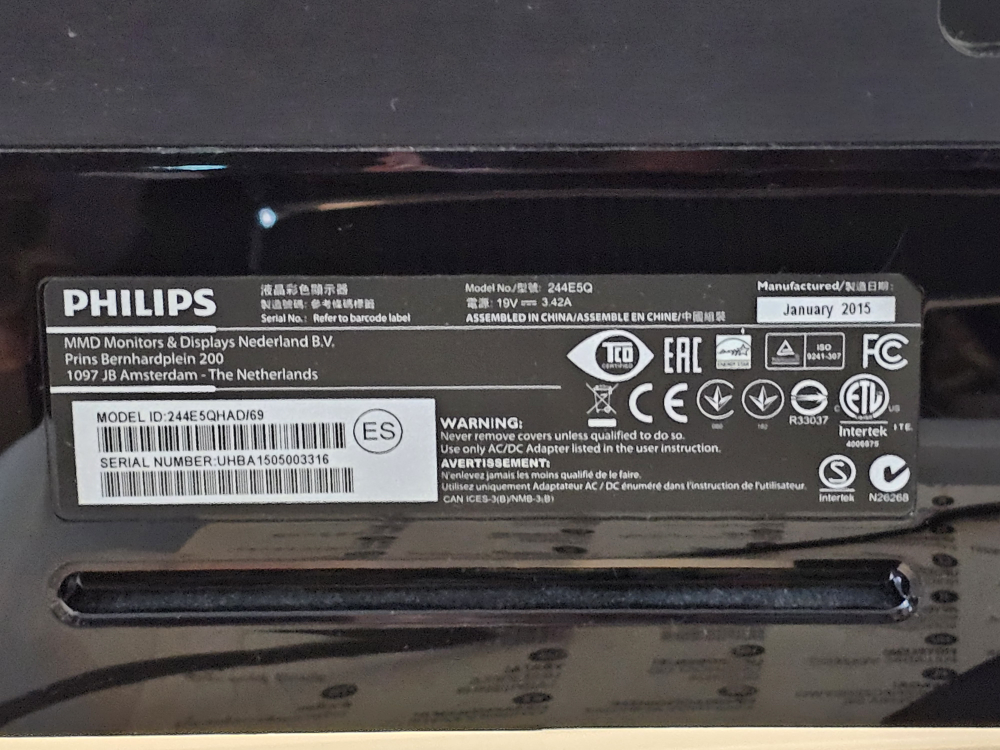 PHILIPS
液晶彩色顯示器
製造號碼: 參考條碼標籤
Serial No.: Refer to barcode label
Model No./型號: 244E5Q
電源: 19V 3.42A
ASSEMBLED IN CHINA/ASSEMBLE EN CHINE/中國組裝
Manufactured/製造日期:
January 2015
MMD Monitors & Displays Nederland B.V.
Prins Bernhardplein 200
1097 JB Amsterdam - The Netherlands
TCO
CERTIFIED
EAC
ENERGY STAR
ISO
9241-307
FC
CE
R33037
C ETL US
Intertek
4006875
Intertek
N26268
MODEL ID:244E5QHAD/69
SERIAL NUMBER:UHBA1505003316
ES
WARNING:
Never remove covers unless qualified to do so.
Use only AC/DC Adapter listed in the user instruction.
AVERTISSEMENT:
N'enlevez jamais les moins qualifié de le faire.
Utilisez uniquement Adaptateur AC / DC énuméré dans l'instruction de l'utilisateur.
CAN ICES-3(B)/NMB-3(B)